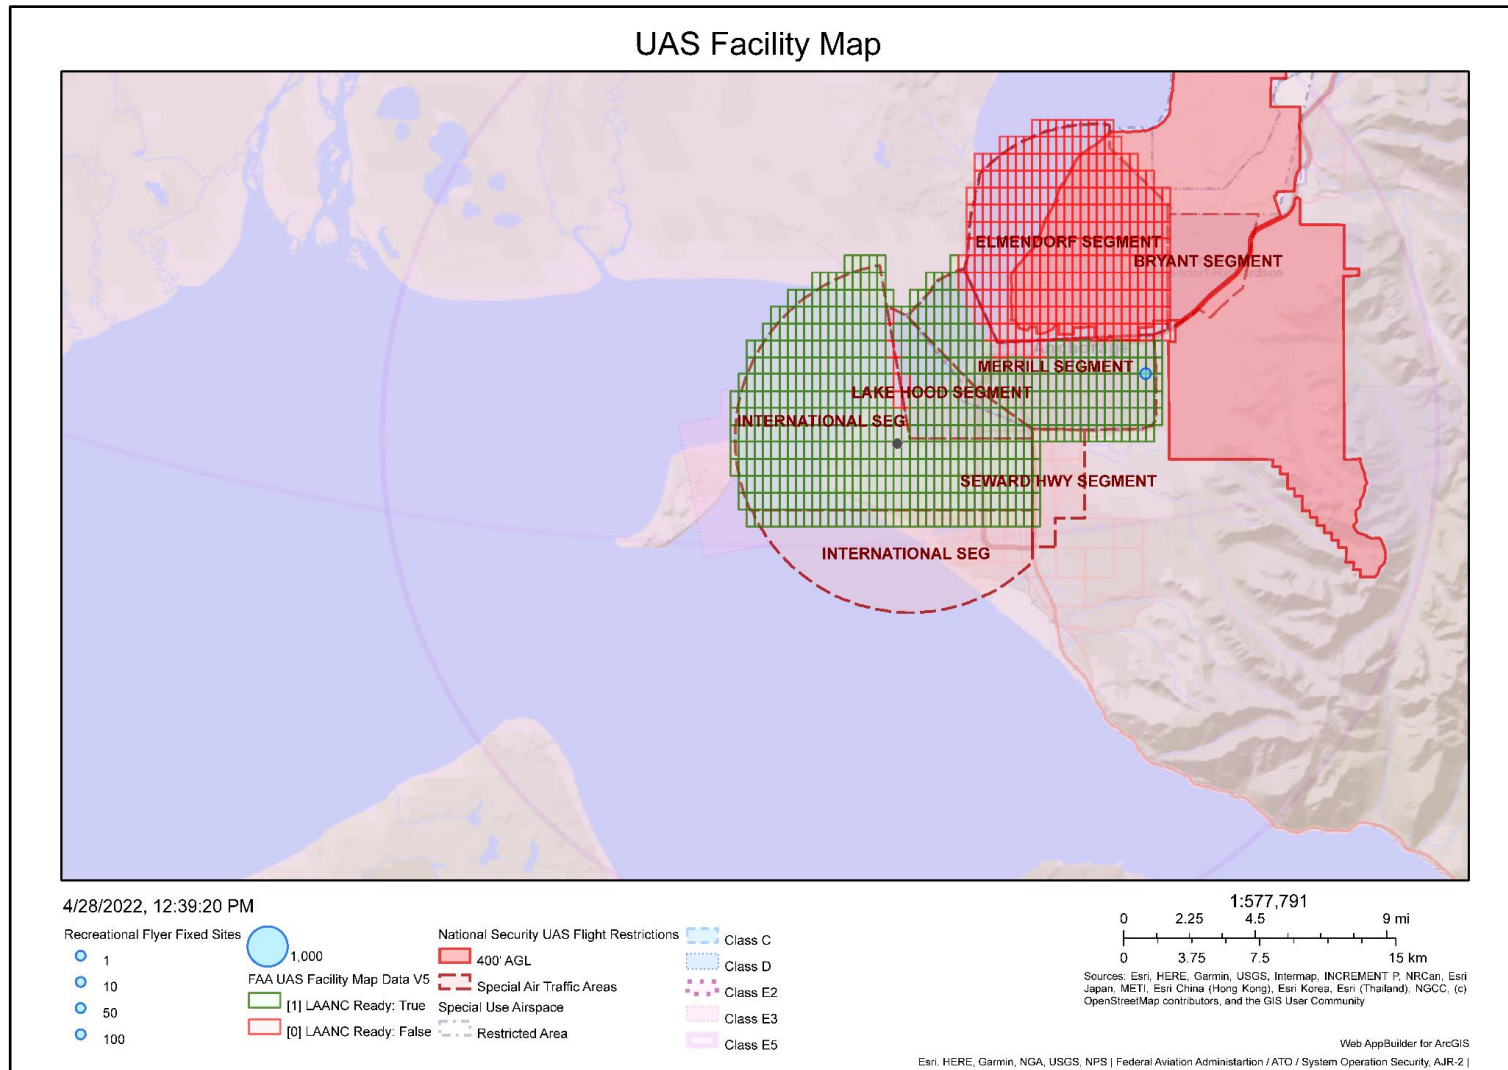 UAS Facility Map
ELMENDORF SEGMENT
BRYANT SEGMENT
MERRILL SEGMENT
LAKE HOOD SEGMENT
INTERNATIONAL SEG
SEWARD HWY SEGMENT
INTERNATIONAL SEG
4/28/2022, 12:39:20 PM
Recreational Flyer Fixed Sites
1
10
50
100
1,000
FAA UAS Facility Map Data V5
[1] LAANC Ready: True
[0] LAANC Ready: False
National Security UAS Flight Restrictions
400' AGL
Special Air Traffic Areas
Special Use Airspace
Restricted Area
Class C
Class D
Class E2
Class E3
Class E5
1:577,791
0 2.25 4.5 9 mi
0 3.75 7.5 15 km
Sources: Esri, HERE, Garmin, USGS, Intermap, INCREMENT P, NRCan, Esri
Japan, METI, Esri China (Hong Kong), Esri Korea, Esri (Thailand), NGCC, (c)
OpenStreetMap contributors, and the GIS User Community
Web AppBuilder for ArcGIS
Esri, HERE, Garmin, NGA, USGS, NPS | Federal Aviation Administartion / ATO / System Operation Security, AJR-2 |